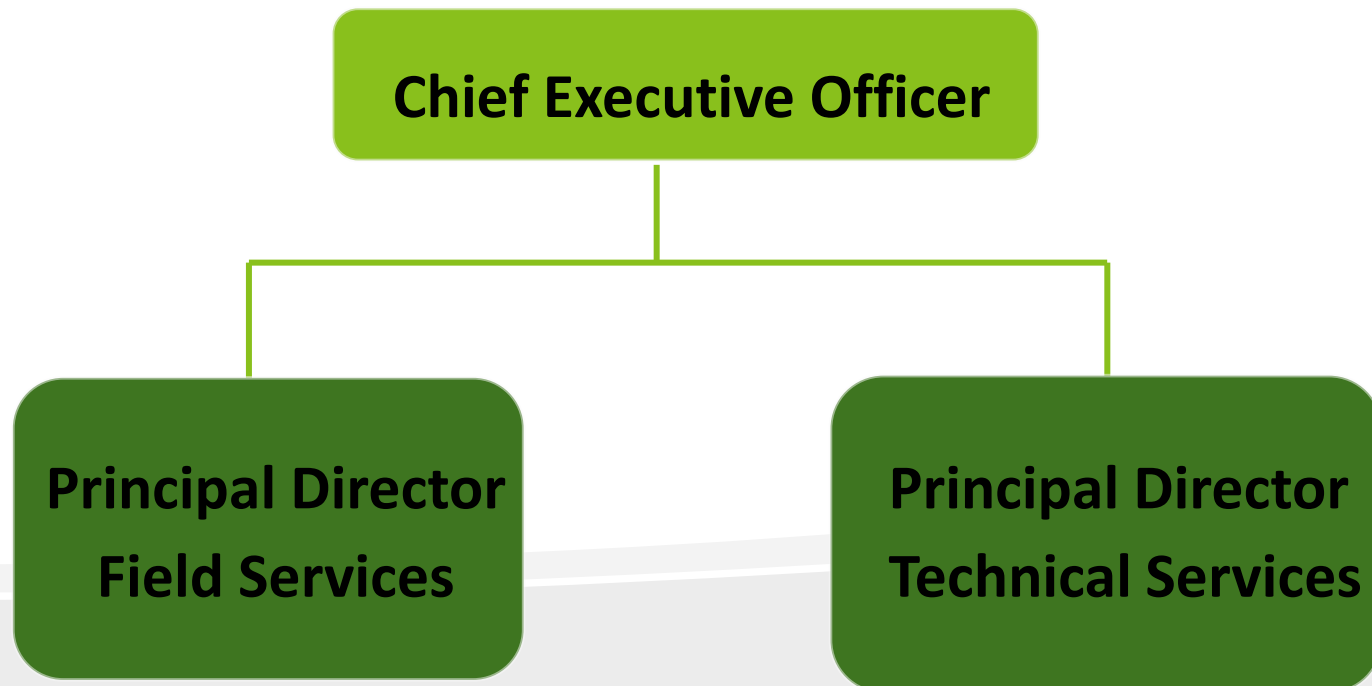 Chief Executive Officer
Principal Director
Field Services
Principal Director
Technical Services